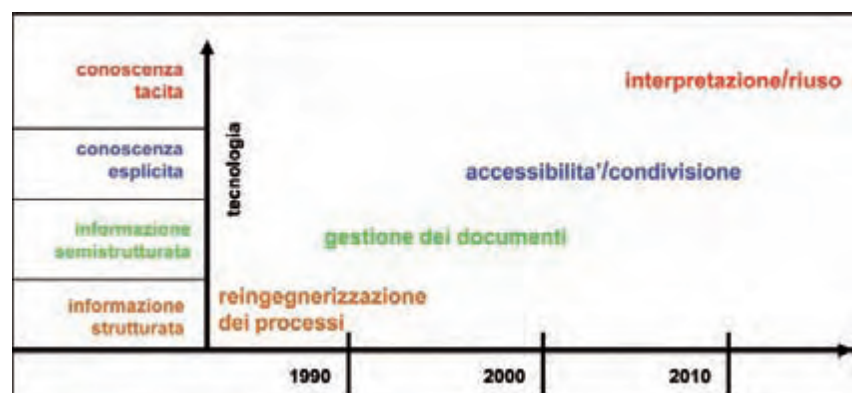 conoscenza
tacita
interpretazione/riuso
conoscenza
esplicita
tecnologia
accessibilita'/condivisione
informazione
semistrutturata
gestione dei documenti
informazione
strutturata
reingegnerizzazione
dei processi
1990
2000
2010